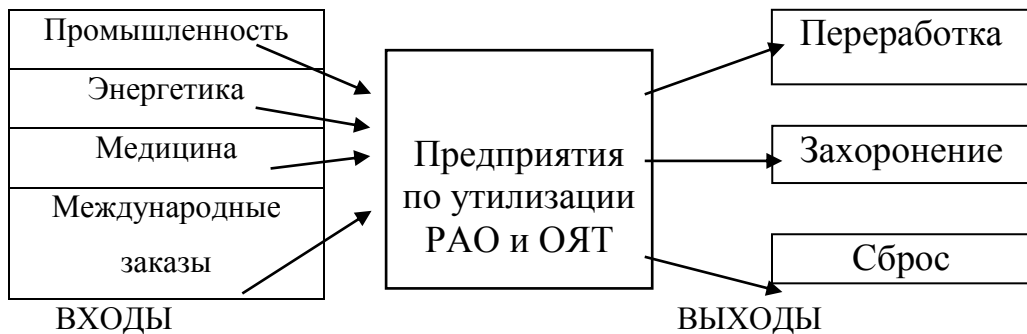 Промышленность
Энергетика
Медицина
Международные
заказы
ВХОДЫ
Предприятия
по утилизации
РАО и ОЯТ
Переработка
Захоронение
Сброс
ВЫХОДЫ